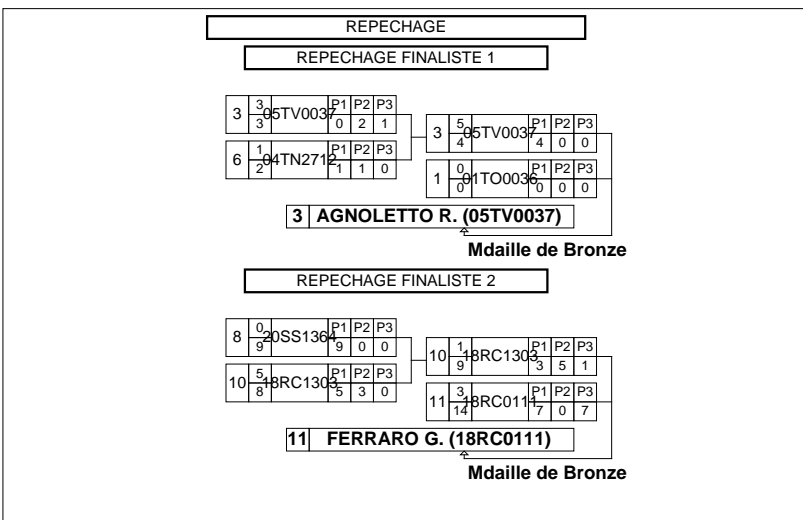 REPECHAGE
REPECHAGE FINALISTE 1
3 3 3 05TV0037 P1 P2 P3 0 2 1
6 1 2 04TN2712 P1 P2 P3 1 1 0
3 5 4 05TV0037 P1 P2 P3 4 0 0
1 0 0 01TO0036 P1 P2 P3 0 0 0
3 AGNOLETTO R. (05TV0037)
Mdaille de Bronze
REPECHAGE FINALISTE 2
8 0 9 20SS1364 P1 P2 P3 9 0 0
10 5 8 18RC1303 P1 P2 P3 5 3 0
10 1 9 18RC1303 P1 P2 P3 3 5 1
11 3 14 18RC0111 P1 P2 P3 7 0 7
11 FERRARO G. (18RC0111)
Mdaille de Bronze